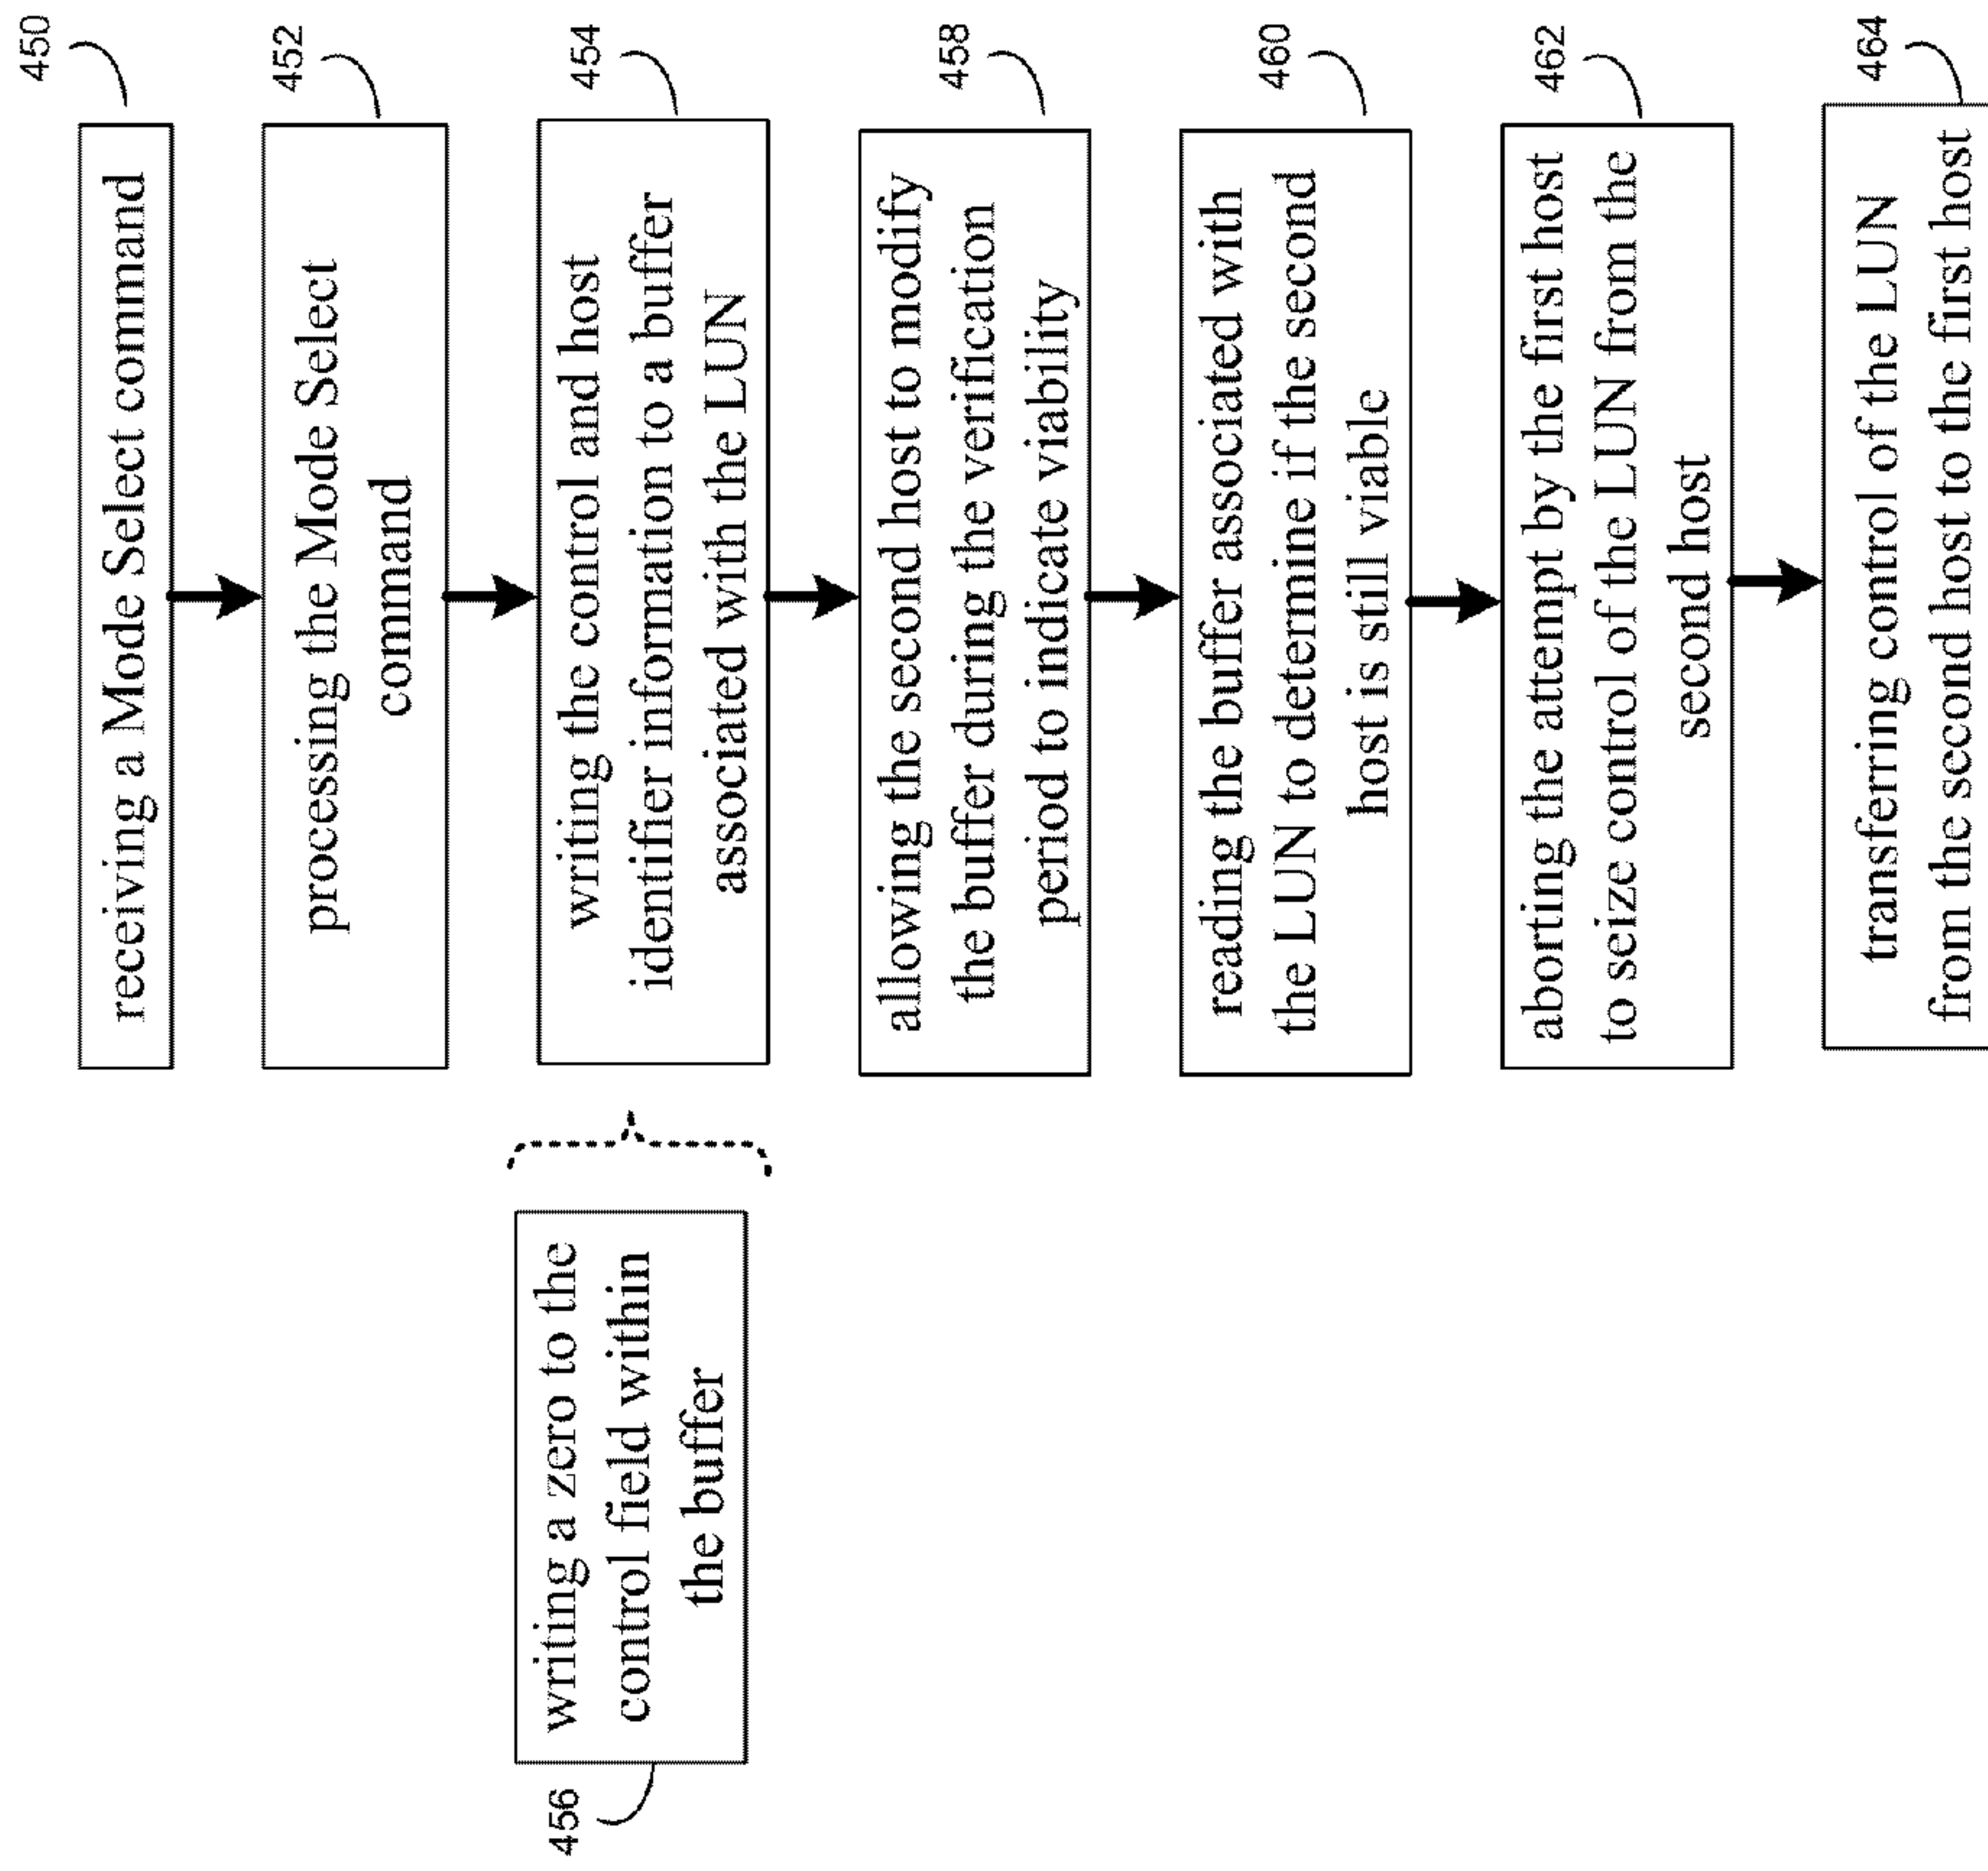 450
receiving a Mode Select command
452
processing the Mode Select
command
454
writing the control and host
identifier information to a buffer
associated with the LUN
456
writing a zero to the
control field within
the buffer
458
allowing the second host to modify
the buffer during the verification
period to indicate viability
460
reading the buffer associated with
the LUN to determine if the second
host is still viable
462
aborting the attempt by the first host
to seize control of the LUN from the
second host
464
transferring control of the LUN
from the second host to the first host